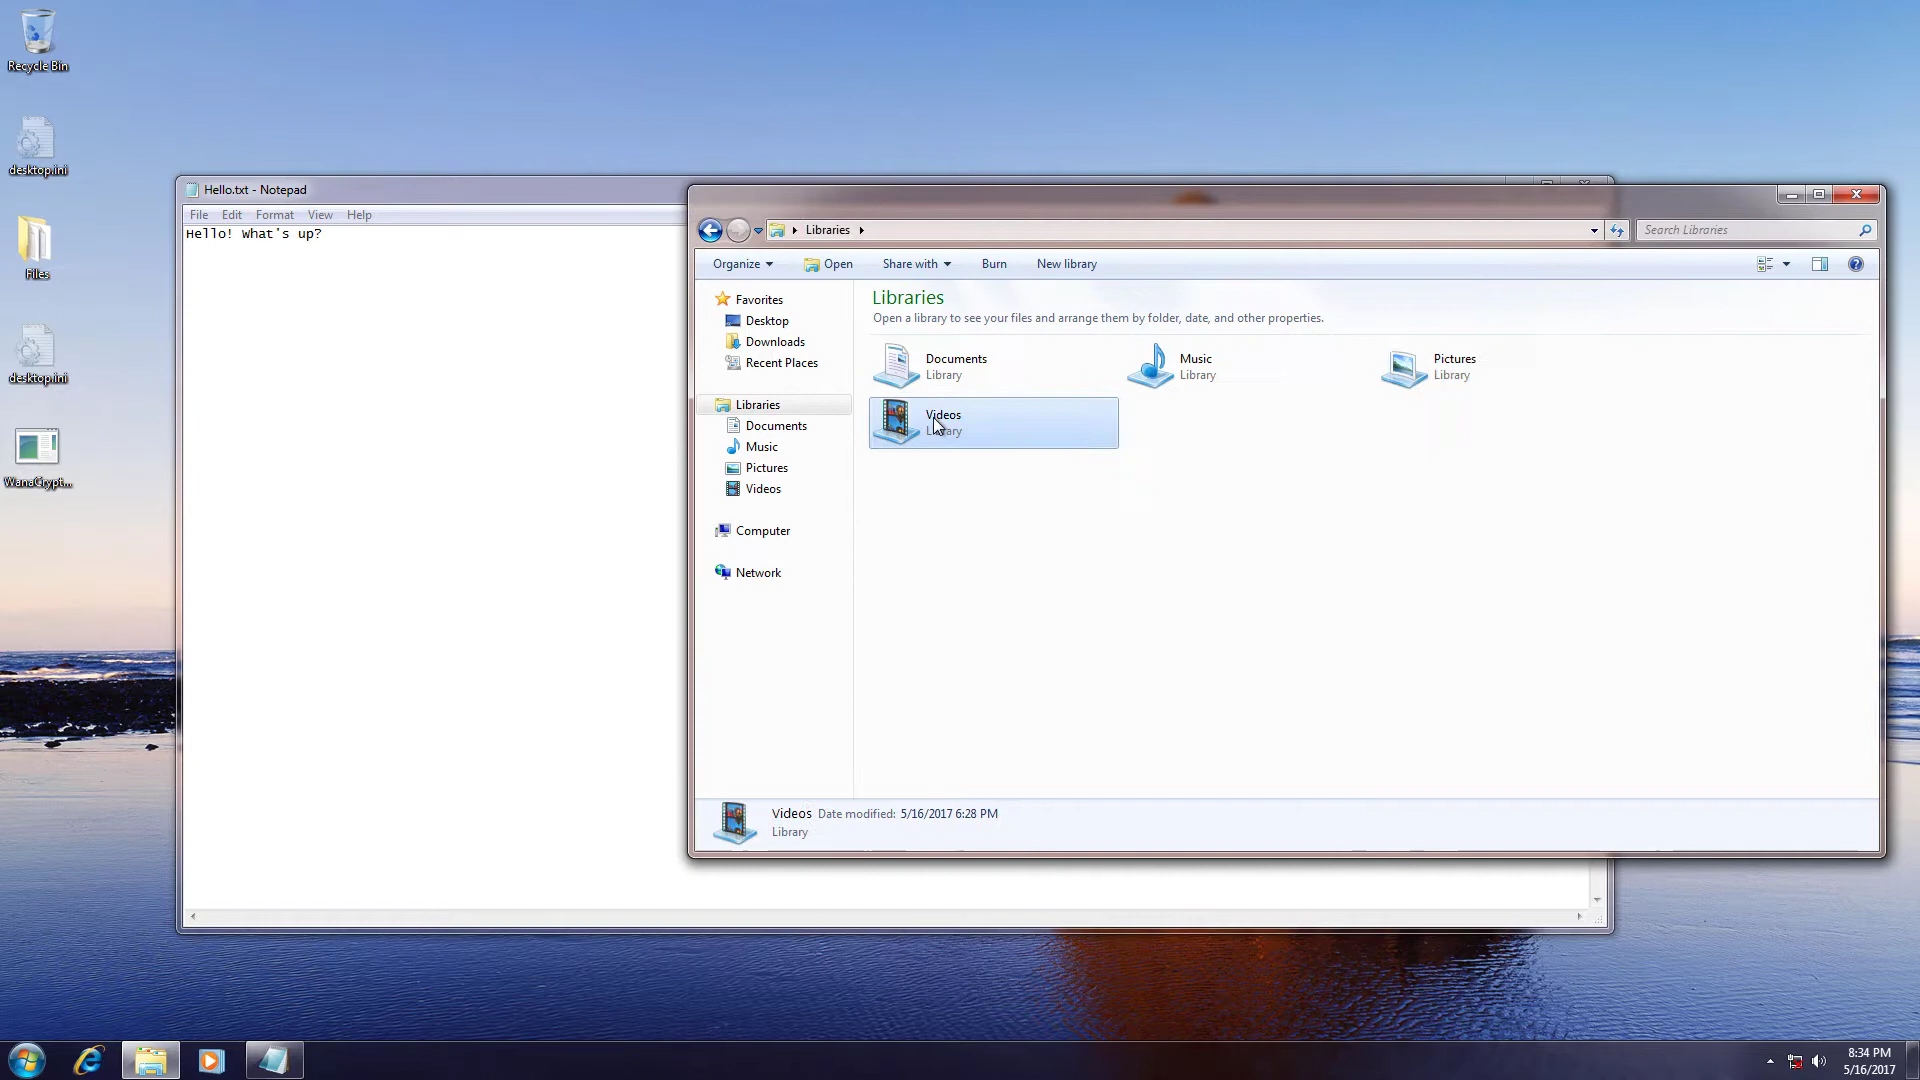 Recycle Bin
desktop.ini
Files
desktop.ini
WanaCrypt...
Hello.txt - Notepad
File Edit Format View Help
Hello! What's up?
Libraries
Search Libraries
Organize Open Share with Burn New library
Favorites
Desktop
Downloads
Recent Places
Libraries
Documents
Music
Pictures
Videos
Computer
Network
Libraries
Open a library to see your files and arrange them by folder, date, and other properties.
Documents
Library
Music
Library
Pictures
Library
Videos
Library
Videos Date modified: 5/16/2017 6:28 PM
Library
8:34 PM
5/16/2017